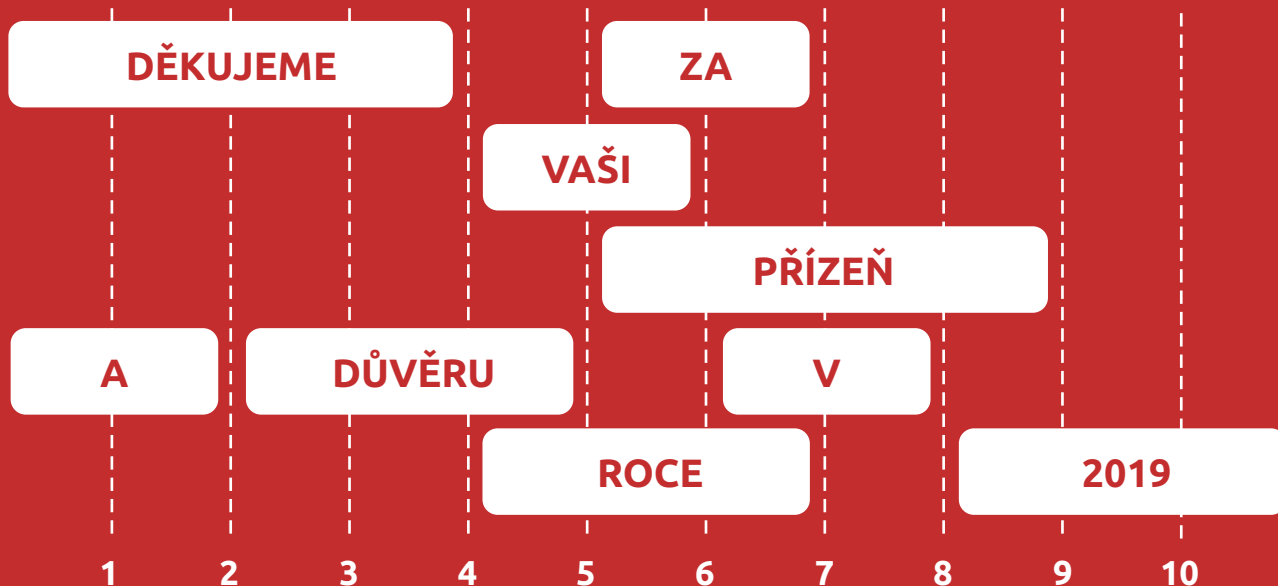 DĚKUJEME ZA
VAŠI
PŘÍZEŇ
A DŮVĚRU V
ROCE 2019
1 2 3 4 5 6 7 8 9 10